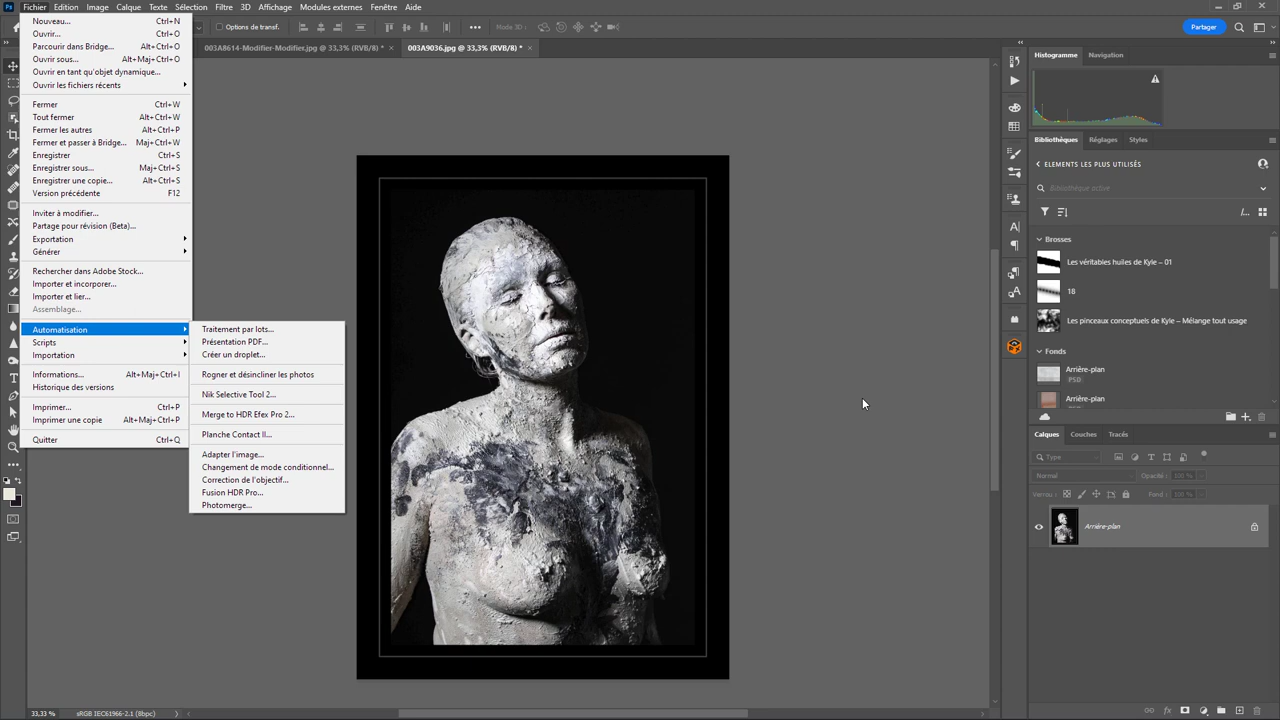 Ps Fichier Edition Image Calque Texte Sélection Filtre 3D Affichage Modules externes Fenêtre Aide
Options de transf. Mode 3D : Partager
003A8614-Modifier-Modifier.jpg @ 33,3% (RVB/8) * × 003A9036.jpg @ 33,3% (RVB/8) * ×
Nouveau... Ctrl+N
Ouvrir... Ctrl+O
Parcourir dans Bridge... Alt+Ctrl+O
Ouvrir sous... Alt+Maj+Ctrl+O
Ouvrir en tant qu'objet dynamique...
Ouvrir les fichiers récents
Fermer Ctrl+W
Tout fermer Alt+Ctrl+W
Fermer les autres Alt+Ctrl+P
Fermer et passer à Bridge... Maj+Ctrl+W
Enregistrer Ctrl+S
Enregistrer sous... Maj+Ctrl+S
Enregistrer une copie... Alt+Ctrl+S
Version précédente F12
Inviter à modifier...
Partage pour révision (Beta)...
Exportation
Générer
Rechercher dans Adobe Stock...
Importer et incorporer...
Importer et lier...
Assemblage...
Automatisation
Scripts
Importation
Informations... Alt+Maj+Ctrl+I
Historique des versions
Imprimer... Ctrl+P
Imprimer une copie Alt+Maj+Ctrl+P
Quitter Ctrl+Q
Traitement par lots...
Présentation PDF...
Créer un droplet...
Rogner et désincliner les photos
Nik Selective Tool 2...
Merge to HDR Efex Pro 2...
Planche Contact II...
Adapter l'image...
Changement de mode conditionnel...
Correction de l'objectif...
Fusion HDR Pro...
Photomerge...
Histogramme Navigation
Bibliothèques Réglages Styles
ELEMENTS LES PLUS UTILISÉS
Bibliothèque active
Brosses
Les véritables huiles de Kyle – 01
18
Les pinceaux conceptuels de Kyle – Mélange tout usage
Fonds
Arrière-plan
PSD
Arrière-plan
Calques Couches Tracés
Type
Normal Opacité : 100 %
Verrou : Fond : 100 %
Arrière-plan
33,33 % sRGB IEC61966-2.1 (8bpc)